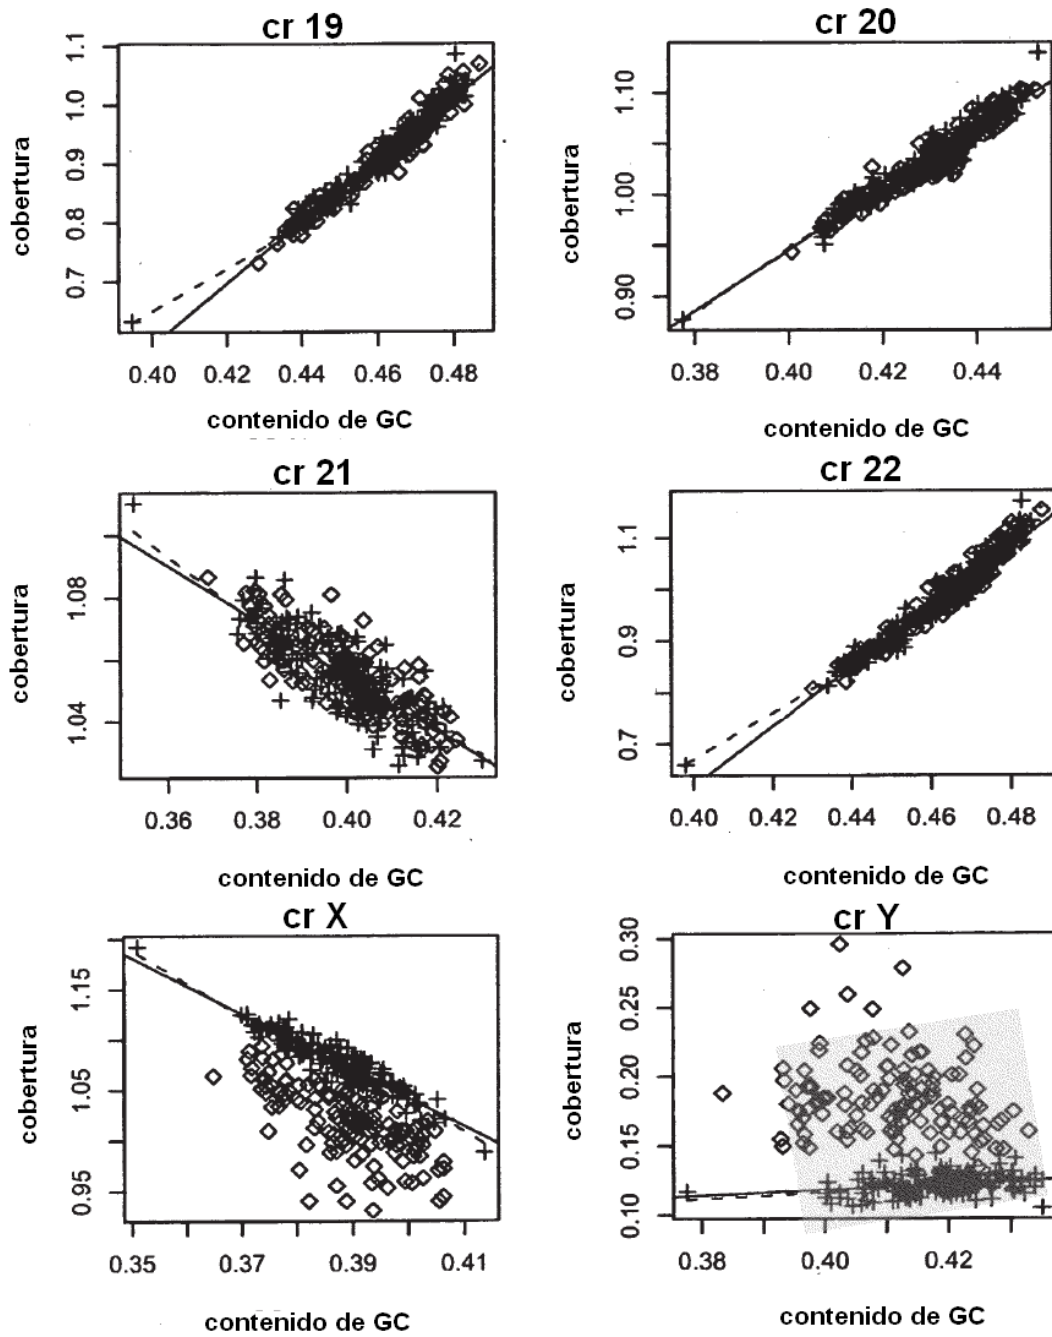 cr 19
cobertura
1.1
1.0
0.9
0.8
0.7
0.40 0.42 0.44 0.46 0.48
contenido de GC
cr 20
cobertura
1.10
1.00
0.90
0.38 0.40 0.42 0.44
contenido de GC
cr 21
cobertura
1.08
1.04
0.36 0.38 0.40 0.42
contenido de GC
cr 22
cobertura
1.1
0.9
0.7
0.40 0.42 0.44 0.46 0.48
contenido de GC
cr X
cobertura
1.15
1.05
0.95
0.35 0.37 0.39 0.41
contenido de GC
cr Y
cobertura
0.30
0.25
0.20
0.15
0.10
0.38 0.40 0.42
contenido de GC